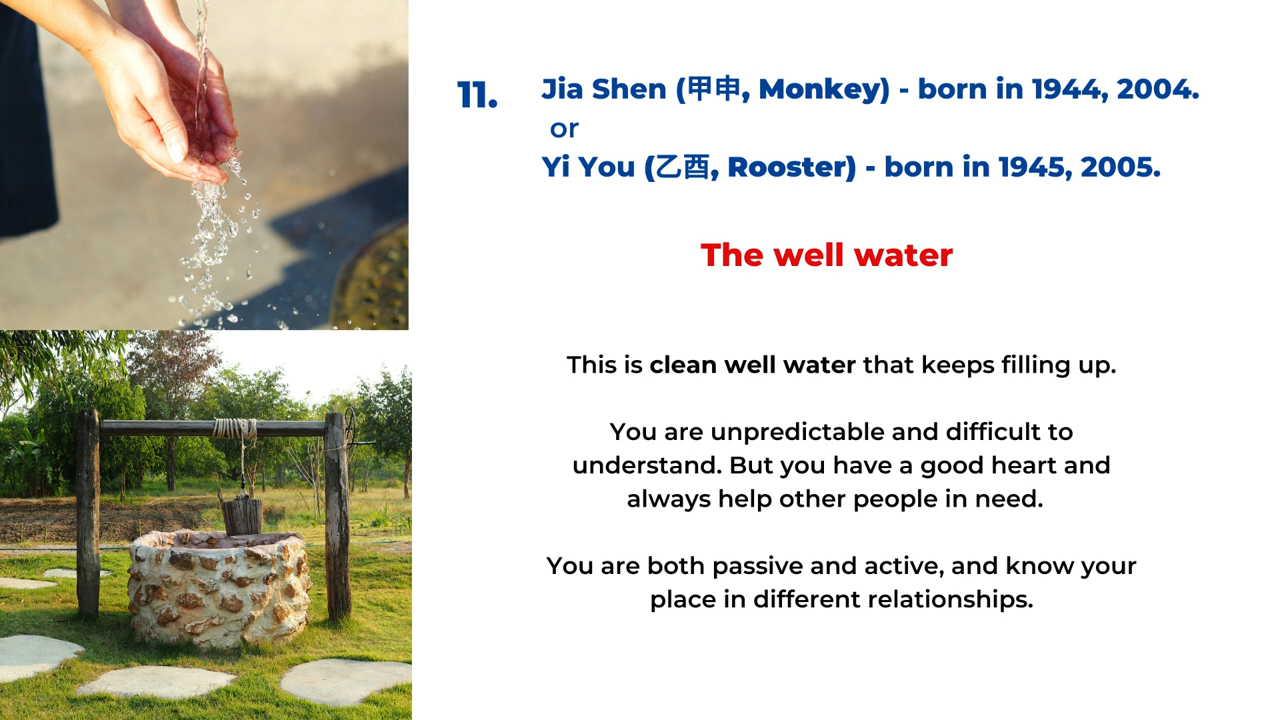 11. Jia Shen (甲申, Monkey) - born in 1944, 2004.
or
Yi You (乙酉, Rooster) - born in 1945, 2005.
The well water
This is clean well water that keeps filling up.
You are unpredictable and difficult to
understand. But you have a good heart and
always help other people in need.
You are both passive and active, and know your
place in different relationships.